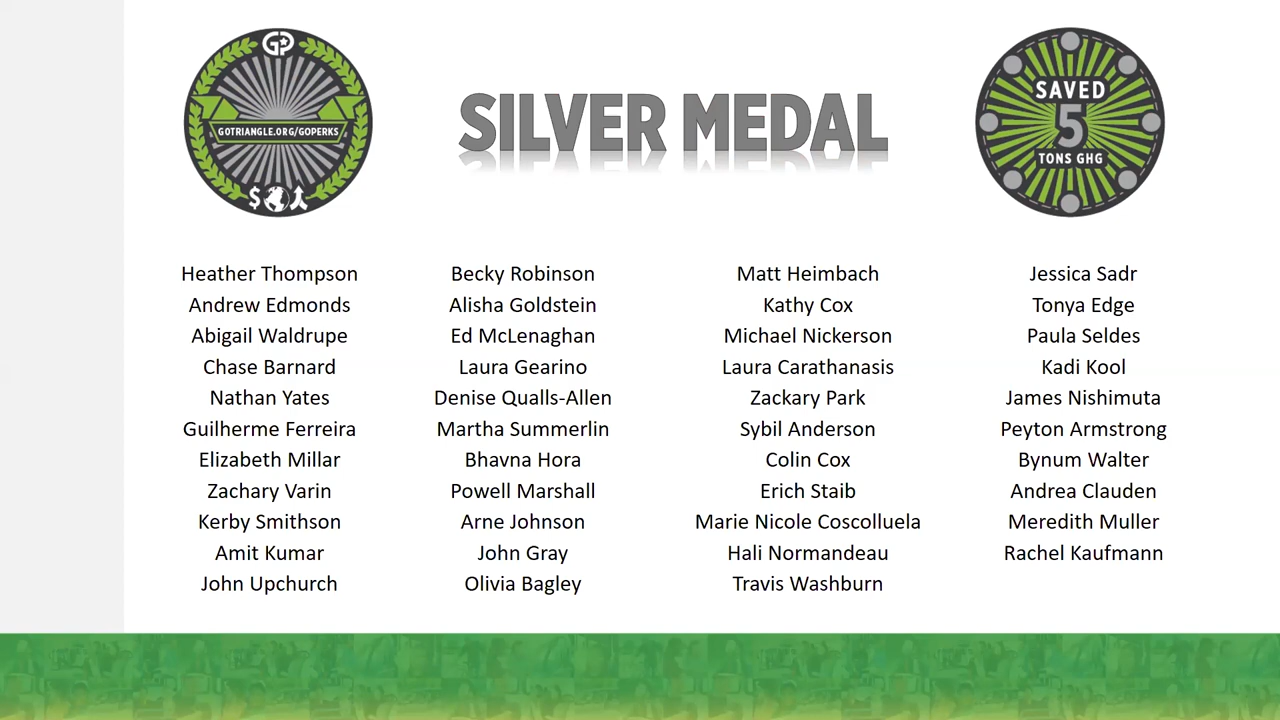 GP
GOTRIANGLE.ORG/GOPERKS
$
SILVER MEDAL
SAVED
5
TONS GHG
Heather Thompson
Andrew Edmonds
Abigail Waldrupe
Chase Barnard
Nathan Yates
Guilherme Ferreira
Elizabeth Millar
Zachary Varin
Kerby Smithson
Amit Kumar
John Upchurch
Becky Robinson
Alisha Goldstein
Ed McLenaghan
Laura Gearino
Denise Qualls-Allen
Martha Summerlin
Bhavna Hora
Powell Marshall
Arne Johnson
John Gray
Olivia Bagley
Matt Heimbach
Kathy Cox
Michael Nickerson
Laura Carathanasis
Zackary Park
Sybil Anderson
Colin Cox
Erich Staib
Marie Nicole Coscolluela
Hali Normandeau
Travis Washburn
Jessica Sadr
Tonya Edge
Paula Seldes
Kadi Kool
James Nishimuta
Peyton Armstrong
Bynum Walter
Andrea Clauden
Meredith Muller
Rachel Kaufmann